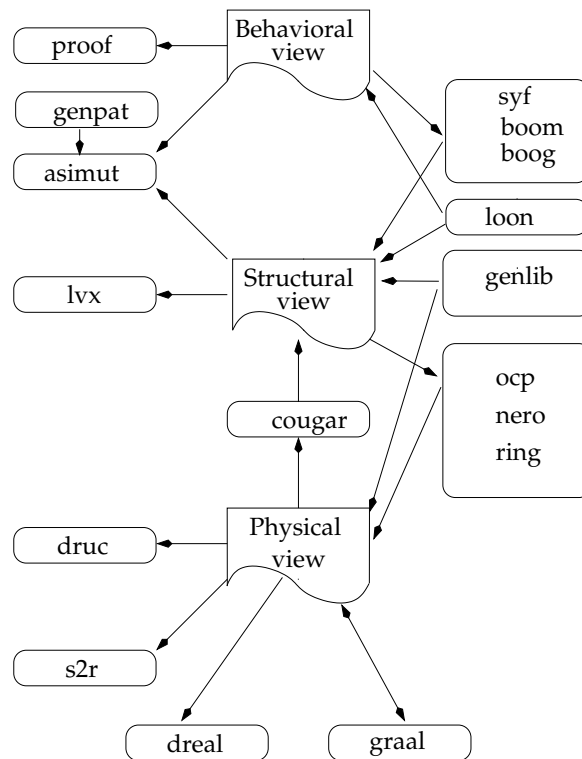 Behavioral
view
proof
genpat
asimut
syf
boom
boog
loon
Structural
view
genlib
lvx
ocp
nero
ring
cougar
Physical
view
druc
s2r
dreal
graal